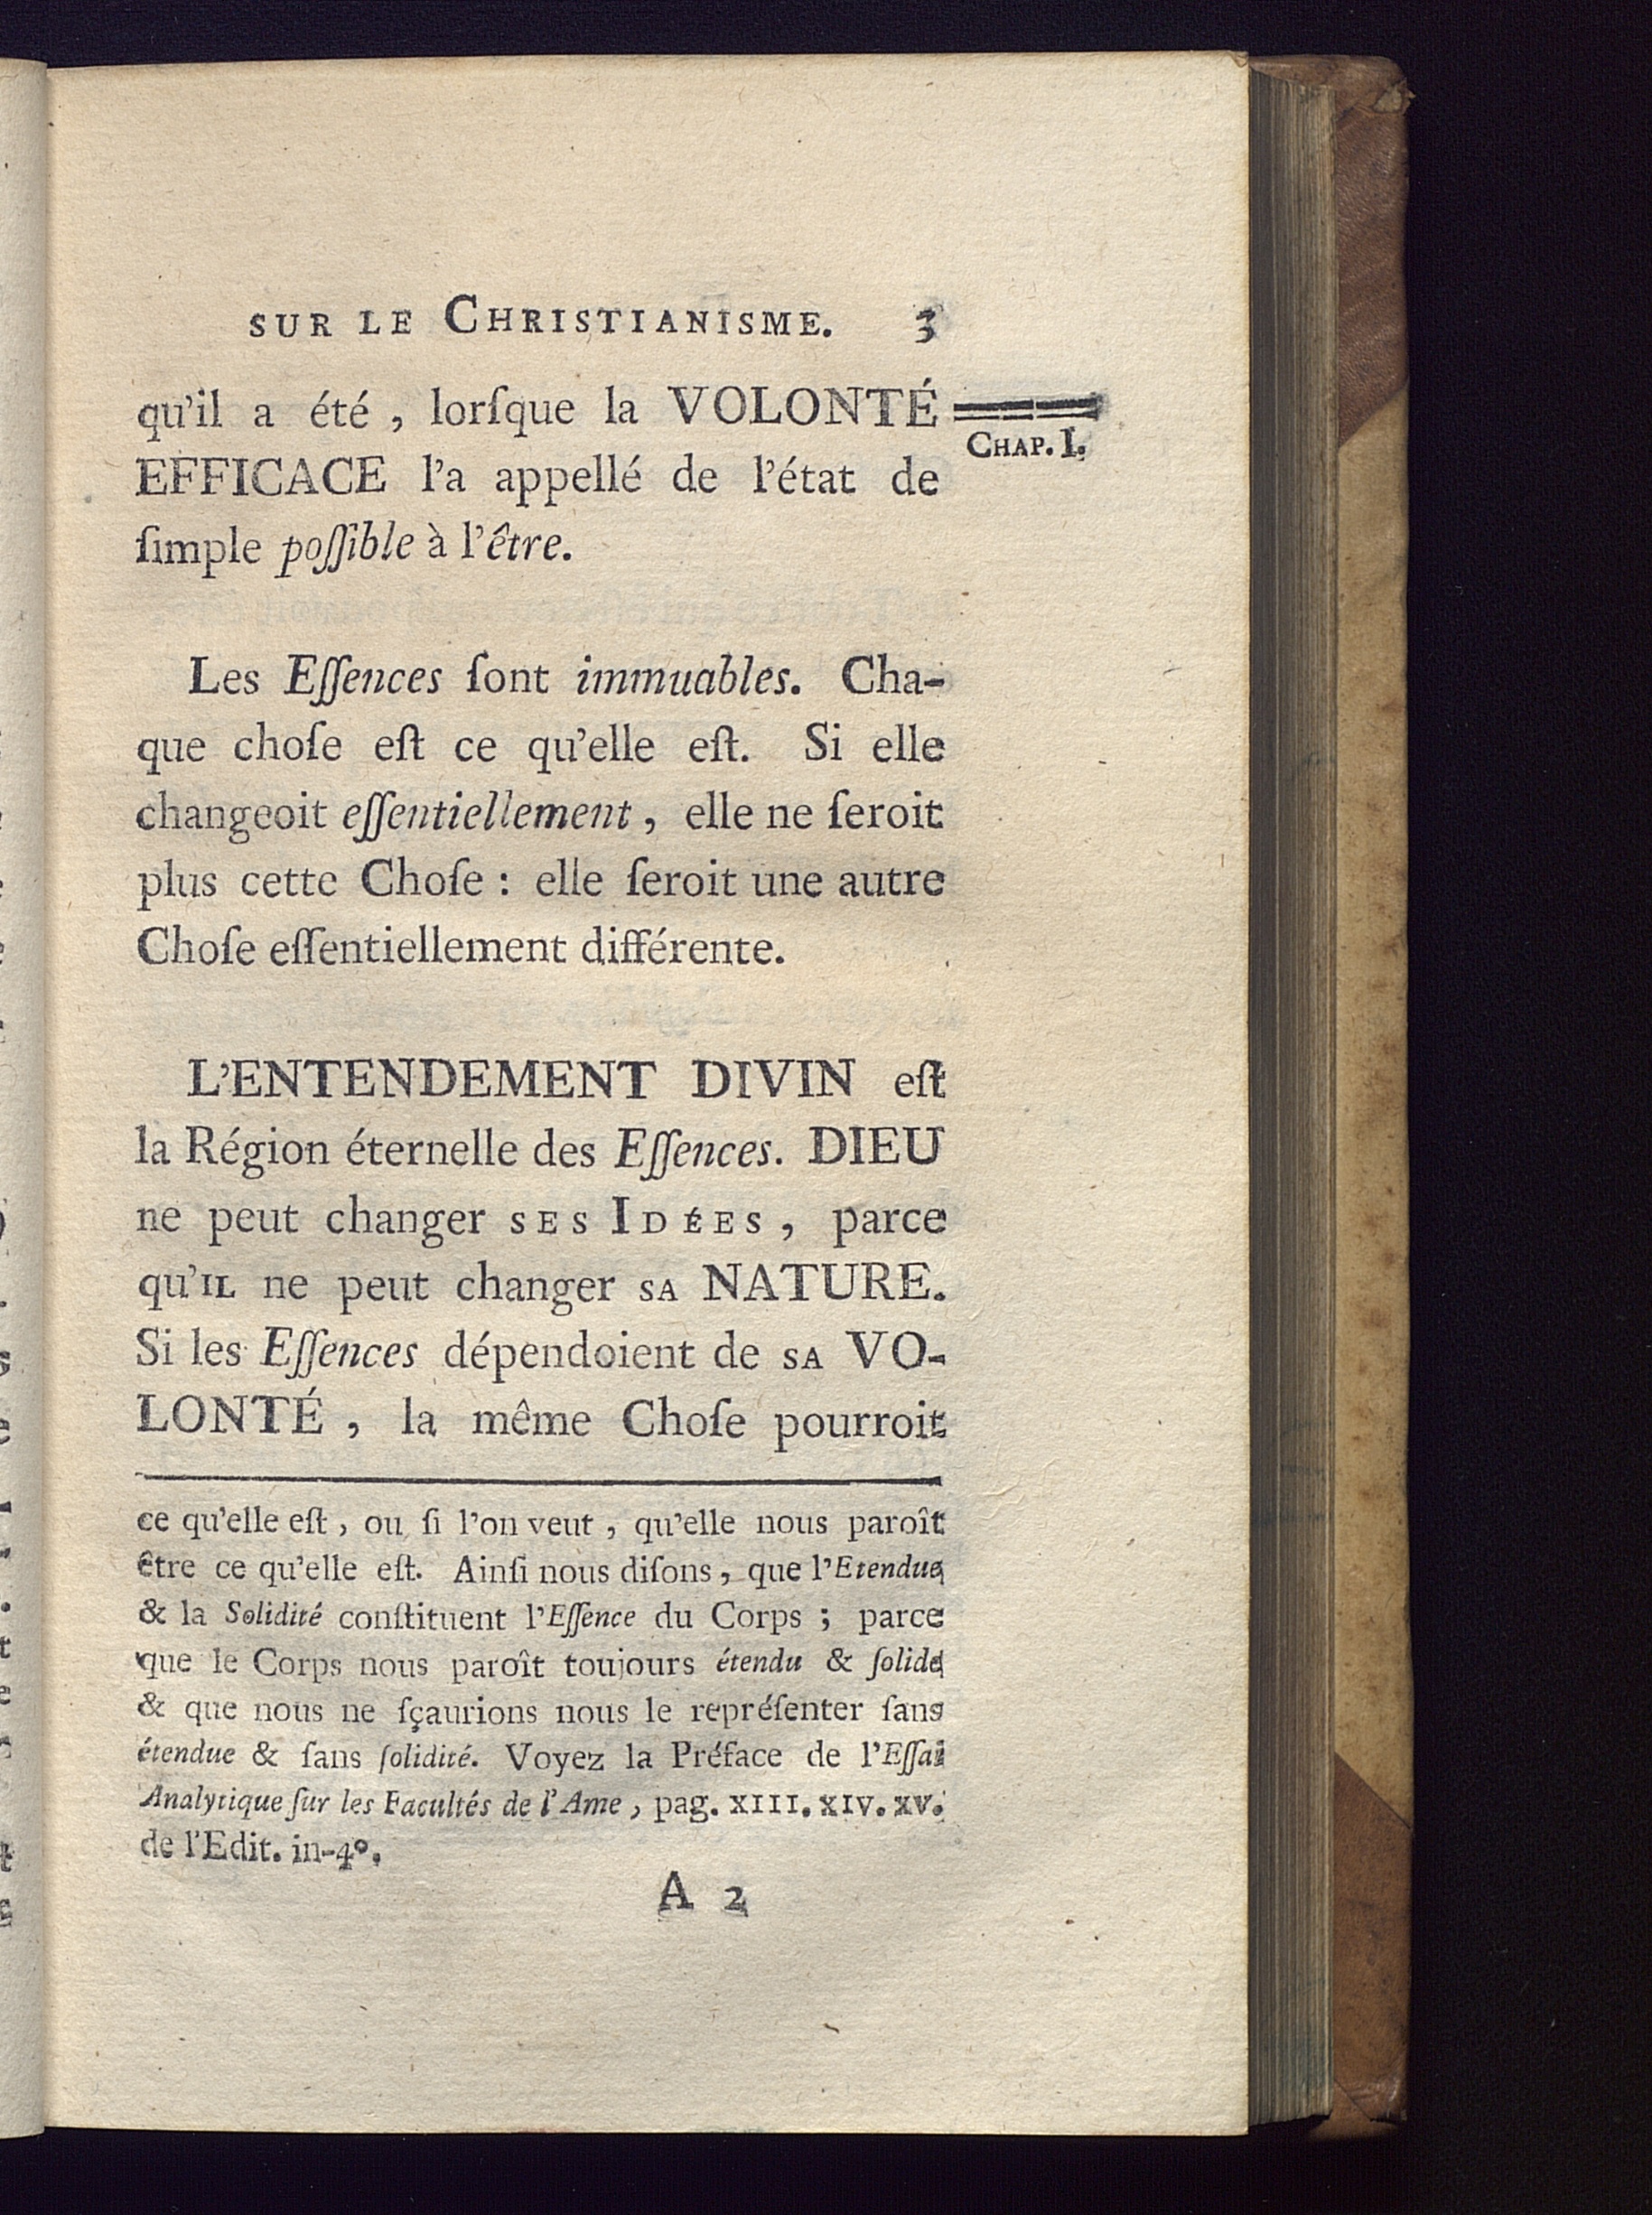 SUR LE CHRISTIANISME. 3
qu'il a été, lorſque la VOLONTÉ
CHAP. I.
EFFICACE l'a appellé de l'état de
ſimple poſſible à l'être.
Les Eſſences ſont immuables. Cha-
que choſe eſt ce qu'elle eſt. Si elle
changeoit eſſentiellement, elle ne ſeroit
plus cette Choſe : elle ſeroit une autre
Choſe eſſentiellement différente.
L'ENTENDEMENT DIVIN eſt
la Région éternelle des Eſſences. DIEU
ne peut changer SES IDÉES, parce
qu'IL ne peut changer SA NATURE.
Si les Eſſences dépendoient de SA VO-
LONTÉ, la même Choſe pourroit
ce qu'elle eſt, ou ſi l'on veut, qu'elle nous paroît
être ce qu'elle eſt. Ainſi nous diſons, que l'Etendue
& la Solidité conſtituent l'Eſſence du Corps ; parce
que le Corps nous paroît toujours étendu & ſolide
& que nous ne ſçaurions nous le repréſenter ſans
étendue & ſans ſolidité. Voyez la Préface de l'Eſſai
Analytique ſur les Facultés de l'Ame, pag. XIII. XIV. XV.
de l'Edit. in-4°.
A 2